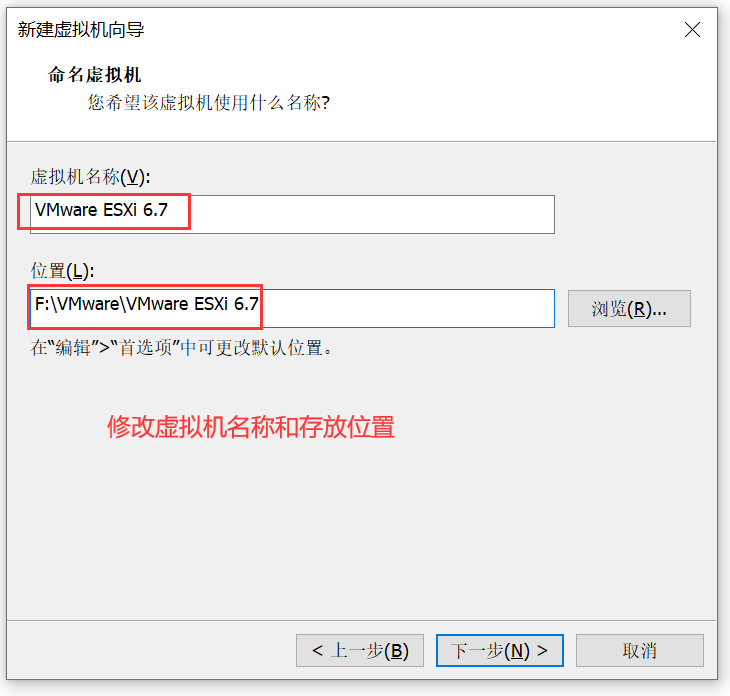 新建虚拟机向导
命名虚拟机
您希望该虚拟机使用什么名称?
虚拟机名称(V):
VMware ESXi 6.7
位置(L):
F:\VMware\VMware ESXi 6.7
浏览(R)...
在“编辑”>“首选项”中可更改默认位置。
修改虚拟机名称和存放位置
< 上一步(B)
下一步(N) >
取消